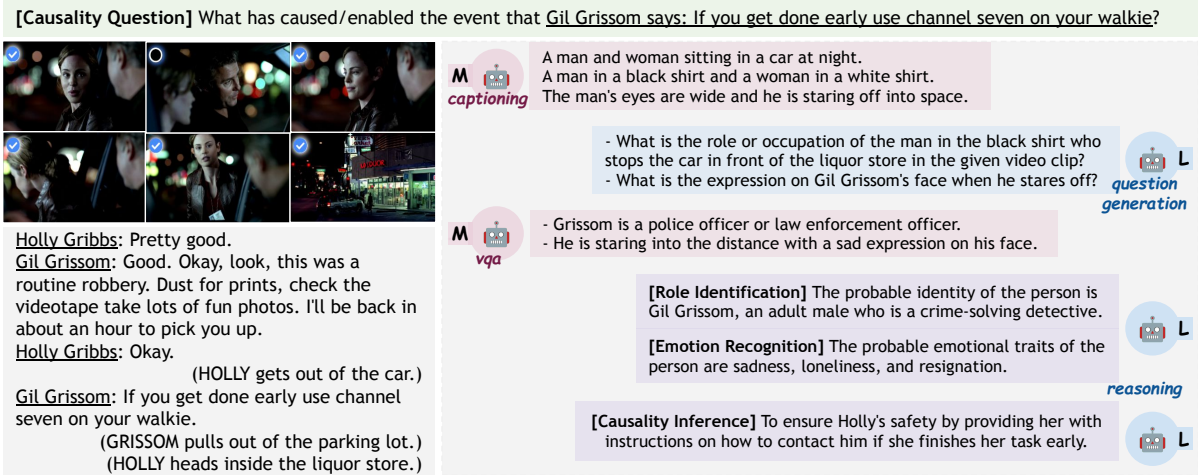 [Causality Question] What has caused/enabled the event that Gil Grissom says: If you get done early use channel seven on your walkie?
Holly Gribbs: Pretty good.
Gil Grissom: Good. Okay, look, this was a
routine robbery. Dust for prints, check the
videotape take lots of fun photos. I'll be back in
about an hour to pick you up.
Holly Gribbs: Okay.
(HOLLY gets out of the car.)
Gil Grissom: If you get done early use channel
seven on your walkie.
(GRISSOM pulls out of the parking lot.)
(HOLLY heads inside the liquor store.)
M
captioning
A man and woman sitting in a car at night.
A man in a black shirt and a woman in a white shirt.
The man's eyes are wide and he is staring off into space.
- What is the role or occupation of the man in the black shirt who
stops the car in front of the liquor store in the given video clip?
- What is the expression on Gil Grissom's face when he stares off?
L
question
generation
M
vqa
- Grissom is a police officer or law enforcement officer.
- He is staring into the distance with a sad expression on his face.
[Role Identification] The probable identity of the person is
Gil Grissom, an adult male who is a crime-solving detective.
[Emotion Recognition] The probable emotional traits of the
person are sadness, loneliness, and resignation.
L
reasoning
[Causality Inference] To ensure Holly's safety by providing her with
instructions on how to contact him if she finishes her task early.
L